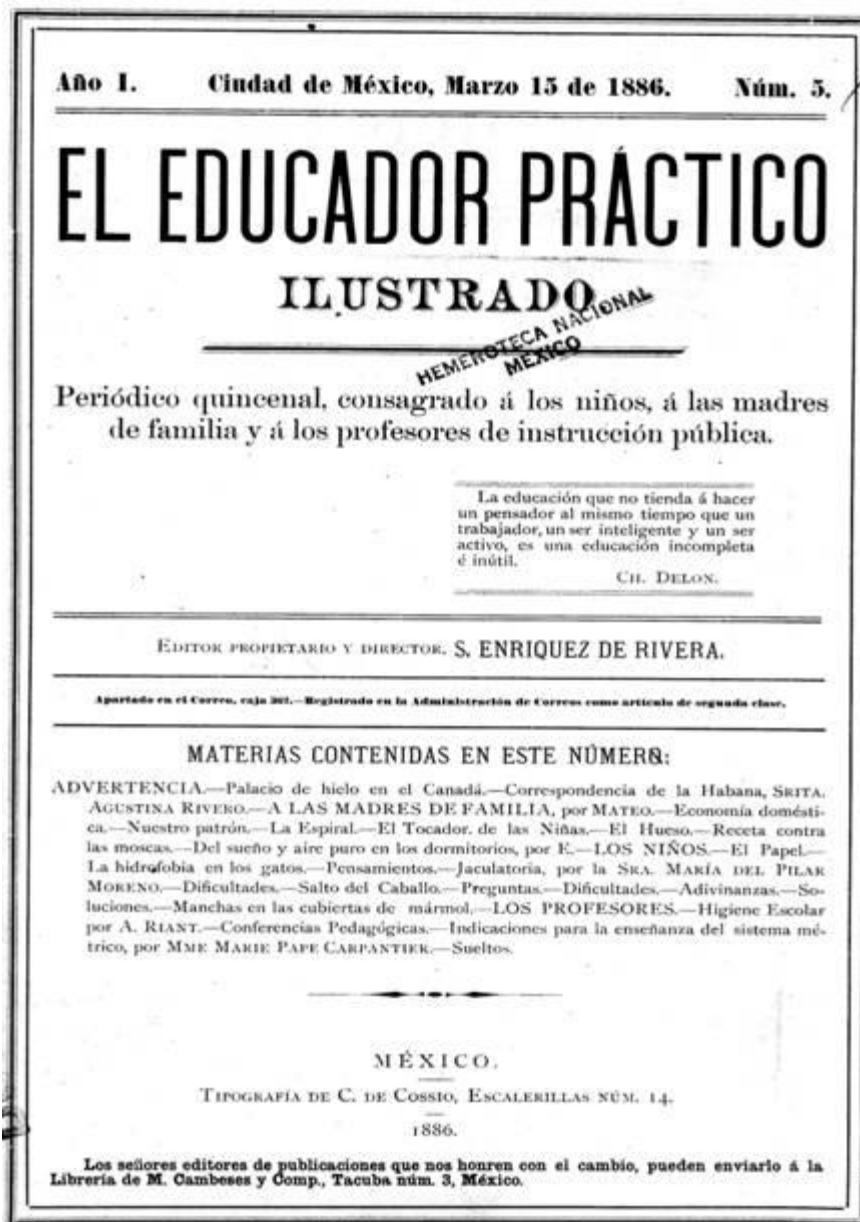 Año I. Ciudad de México, Marzo 15 de 1886. Núm. 5.
EL EDUCADOR PRÁCTICO
ILUSTRADO
HEMEROTECA NACIONAL
MEXICO
Periódico quincenal, consagrado á los niños, á las madres
de familia y á los profesores de instrucción pública.
La educación que no tienda á hacer
un pensador al mismo tiempo que un
trabajador, un ser inteligente y un ser
activo, es una educación incompleta
é inútil.
CH. DELON.
EDITOR PROPIETARIO Y DIRECTOR, S. ENRIQUEZ DE RIVERA.
Apartado en el Correo, caja 362.—Registrado en la Administración de Correos como artículo de segunda clase.
MATERIAS CONTENIDAS EN ESTE NÚMERO:
ADVERTENCIA.—Palacio de hielo en el Canadá.—Correspondencia de la Habana, SRITA.
AGUSTINA RIVERO.—A LAS MADRES DE FAMILIA, por MATEO.—Economía domésti-
ca.—Nuestro patrón.—La Espiral.—El Tocador. de las Niñas.—El Hueso.—Receta contra
las moscas.—Del sueño y aire puro en los dormitorios, por E.—LOS NIÑOS.—El Papel.—
La hidrofobia en los gatos.—Pensamientos.—Jaculatoria, por la SRA. MARÍA DEL PILAR
MORENO.—Dificultades.—Salto del Caballo.—Preguntas.—Dificultades.—Adivinanzas.—So-
luciones.—Manchas en las cubiertas de mármol.—LOS PROFESORES.—Higiene Escolar
por A. RIANT.—Conferencias Pedagógicas.—Indicaciones para la enseñanza del sistema mé-
trico, por MME MARIE PAPE CARPANTIER.—Sueltos.
MÉXICO.
TIPOGRAFÍA DE C. DE COSSIO, ESCALERILLAS NÚM. 14.
1886.
Los señores editores de publicaciones que nos honren con el cambio, pueden enviarlo á la
Librería de M. Cambeses y Comp., Tacuba núm. 3, México.